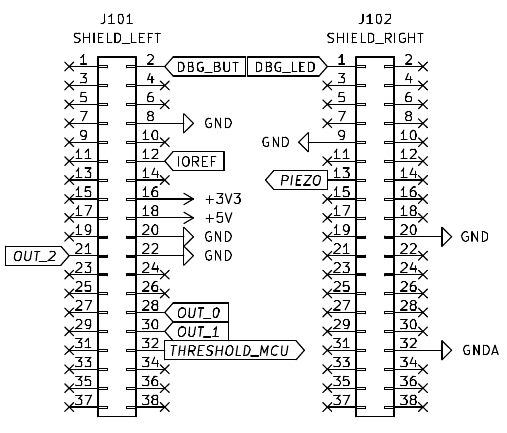 J101 J102
SHIELD_LEFT SHIELD_RIGHT
1 2 DBG_BUT DBG_LED 1 2
3 4 3 4
5 6 5 6
7 8 GND 7 8
9 10 GND 9 10
11 12 IOREF 11 12
13 14 PIEZO 13 14
15 16 +3V3 15 16
17 18 +5V 17 18
19 20 GND 19 20 GND
OUT_2 21 22 GND 21 22
23 24 23 24
25 26 25 26
27 28 OUT_0 27 28
29 30 OUT_1 29 30
31 32 THRESHOLD_MCU 31 32 GNDA
33 34 33 34
35 36 35 36
37 38 37 38